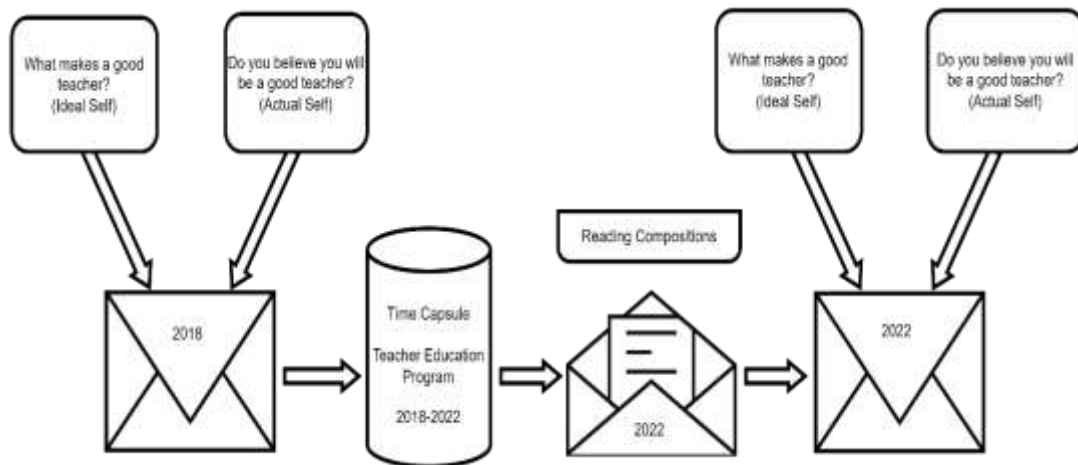 What makes a good
teacher?
(Ideal Self)
Do you believe you will
be a good teacher?
(Actual Self)
What makes a good
teacher?
(Ideal Self)
Do you believe you will
be a good teacher?
(Actual Self)
2018
Time Capsule
Teacher Education
Program
2018-2022
Reading Compositions
2022
2022